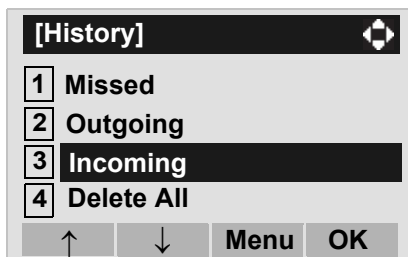 [History]
1 Missed
2 Outgoing
3 Incoming
4 Delete All
↑ ↓ Menu OK